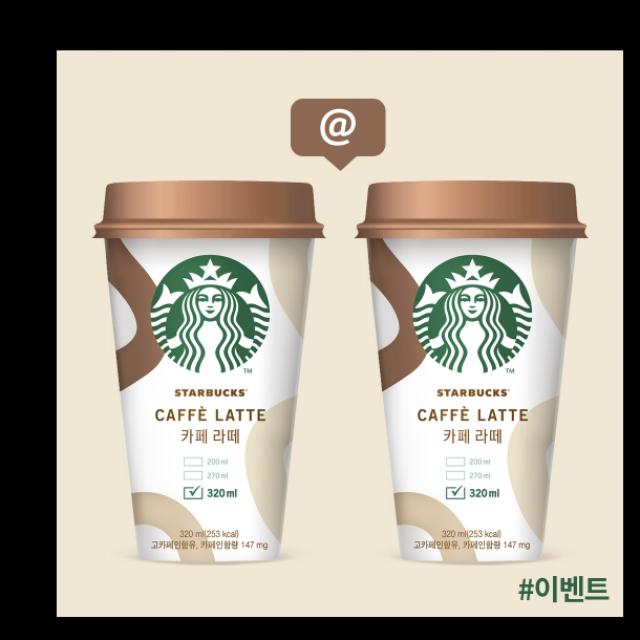 @
STARBUCKS
CAFFÈ LATTE
카페 라떼
200 ml
270 ml
320 ml
320 ml(253 kcal)
고카페인함유, 카페인함량 147 mg
TM
STARBUCKS
CAFFÈ LATTE
카페 라떼
200 ml
270 ml
320 ml
320 ml(253 kcal)
고카페인함유, 카페인함량 147 mg
TM
#이벤트